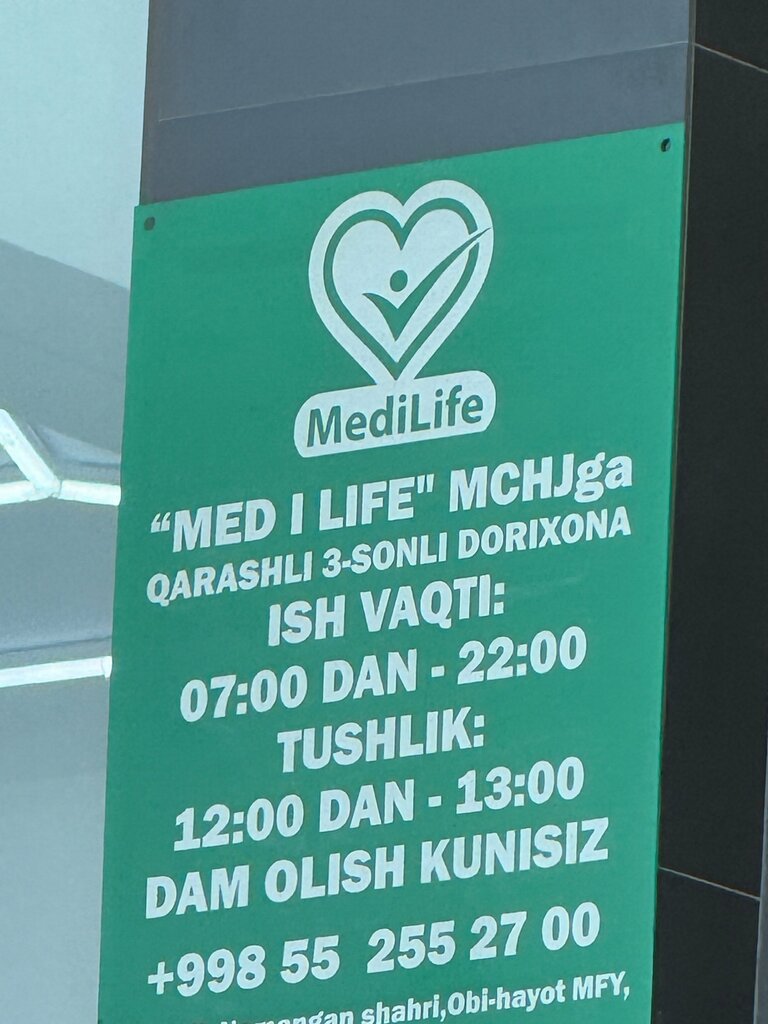 MediLife
“MED I LIFE" MCHJga
QARASHLI 3-SONLI DORIXONA
ISH VAQTI:
07:00 DAN - 22:00
TUSHLIK:
12:00 DAN - 13:00
DAM OLISH KUNISIZ
+998 55 255 27 00
shahri,Obi-hayot MFY,